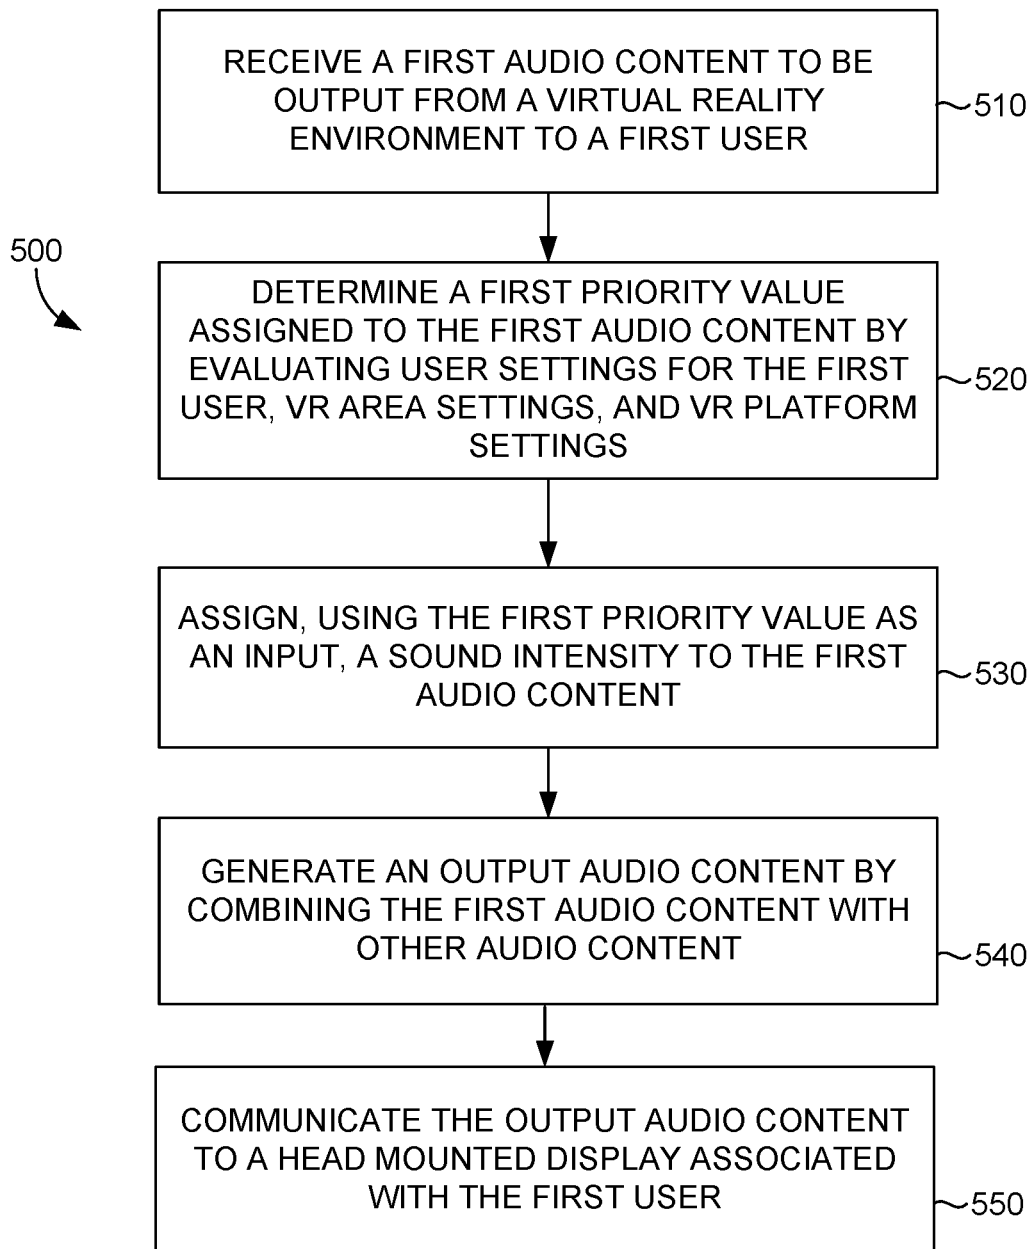 RECEIVE A FIRST AUDIO CONTENT TO BE
OUTPUT FROM A VIRTUAL REALITY
ENVIRONMENT TO A FIRST USER
510
500
DETERMINE A FIRST PRIORITY VALUE
ASSIGNED TO THE FIRST AUDIO CONTENT BY
EVALUATING USER SETTINGS FOR THE FIRST
USER, VR AREA SETTINGS, AND VR PLATFORM
SETTINGS
520
ASSIGN, USING THE FIRST PRIORITY VALUE AS
AN INPUT, A SOUND INTENSITY TO THE FIRST
AUDIO CONTENT
530
GENERATE AN OUTPUT AUDIO CONTENT BY
COMBINING THE FIRST AUDIO CONTENT WITH
OTHER AUDIO CONTENT
540
COMMUNICATE THE OUTPUT AUDIO CONTENT
TO A HEAD MOUNTED DISPLAY ASSOCIATED
WITH THE FIRST USER
550